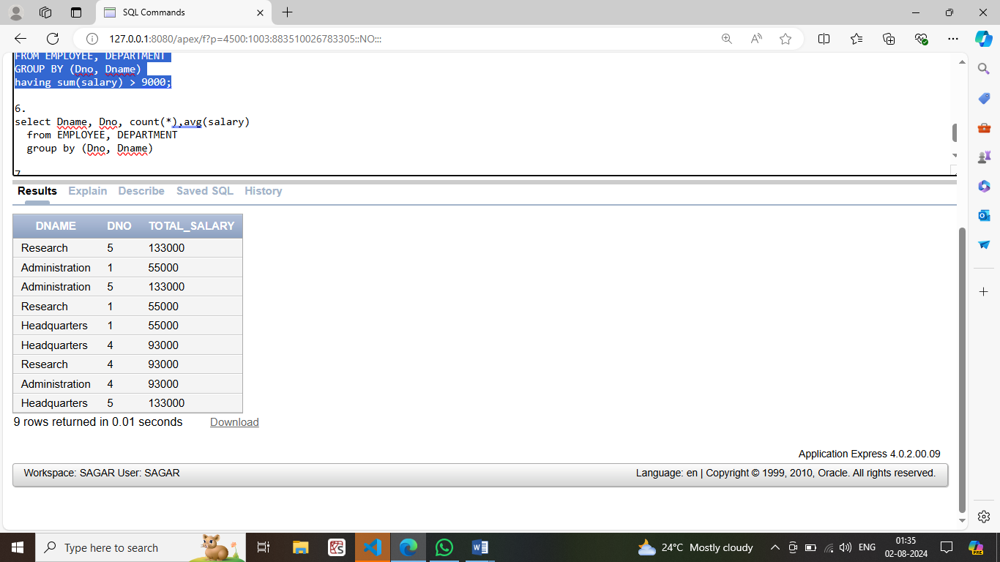 SQL Commands
127.0.0.1:8080/apex/f?p=4500:1003:883510026783305::NO:::
FROM EMPLOYEE, DEPARTMENT
GROUP BY (Dno, Dname)
having sum(salary) > 9000;
6.
select Dname, Dno, count(*),avg(salary)
from EMPLOYEE, DEPARTMENT
group by (Dno, Dname)
7
Results Explain Describe Saved SQL History
DNAME DNO TOTAL_SALARY
Research 5 133000
Administration 1 55000
Administration 5 133000
Research 1 55000
Headquarters 1 55000
Headquarters 4 93000
Research 4 93000
Administration 4 93000
Headquarters 5 133000
9 rows returned in 0.01 seconds Download
Application Express 4.0.2.00.09
Workspace: SAGAR User: SAGAR Language: en | Copyright © 1999, 2010, Oracle. All rights reserved.
Type here to search 24°C Mostly cloudy ENG 01:35
02-08-2024